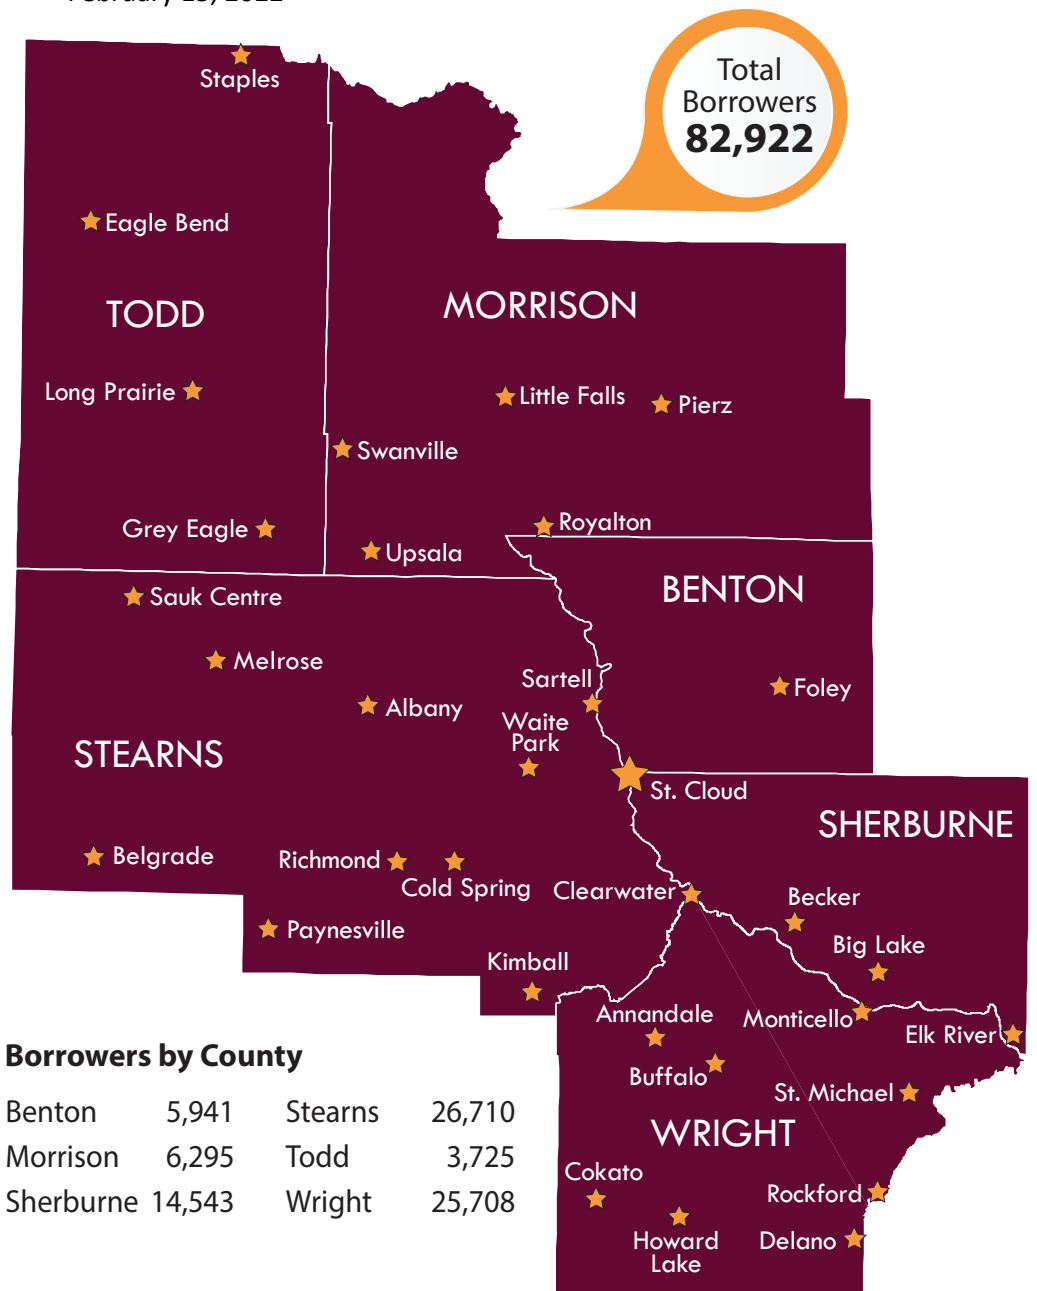 Total
Borrowers
82,922
Staples
Eagle Bend
TODD
MORRISON
Long Prairie
Little Falls
Pierz
Swanville
Grey Eagle
Royalton
Upsala
BENTON
Sauk Centre
Melrose
Sartell
Foley
Albany
Waite
Park
STEARNS
St. Cloud
SHERBURNE
Belgrade
Richmond
Cold Spring
Clearwater
Becker
Paynesville
Big Lake
Kimball
Annandale
Monticello
Elk River
Buffalo
St. Michael
WRIGHT
Cokato
Rockford
Howard
Lake
Delano
Borrowers by County
Benton 5,941 Stearns 26,710
Morrison 6,295 Todd 3,725
Sherburne 14,543 Wright 25,708